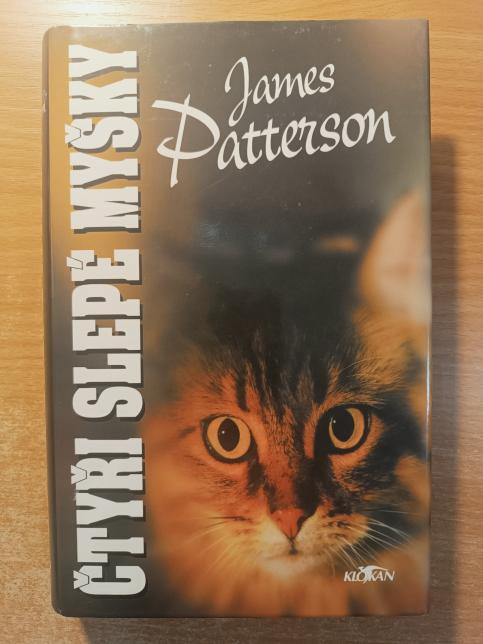 James
Patterson
ČTYŘI SLEPÉ MYŠKY
KLOKAN